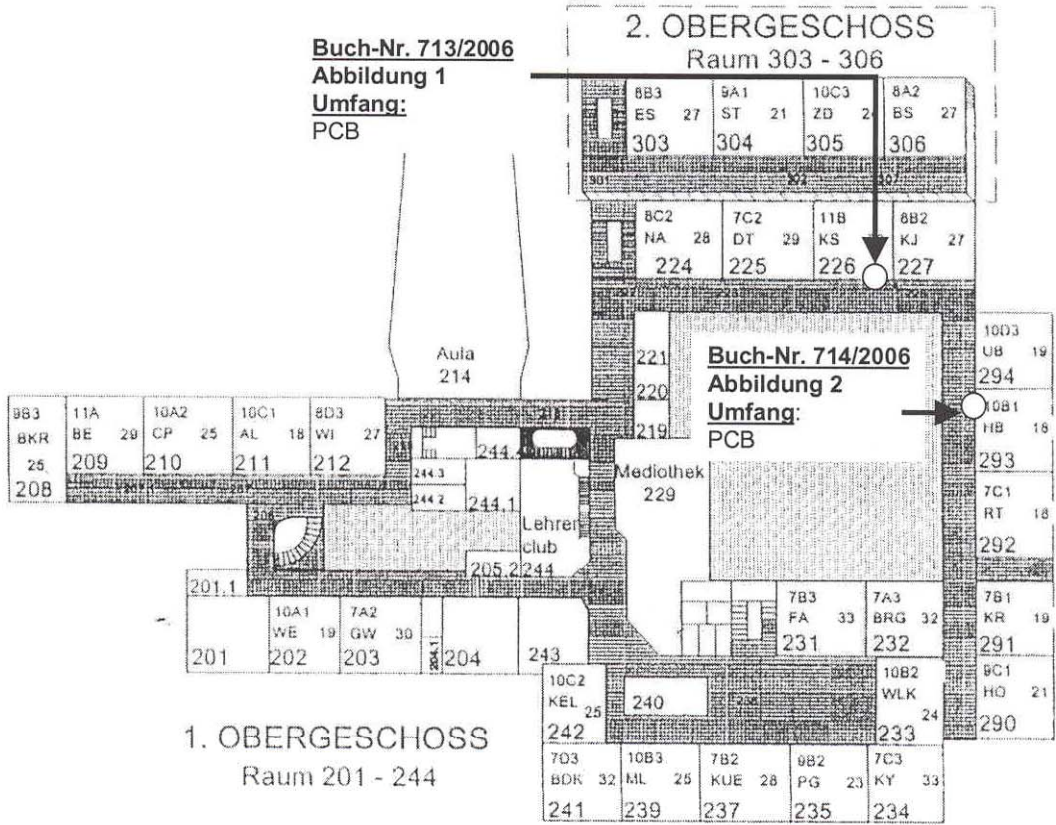 2. OBERGESCHOSS
Raum 303 - 306
Buch-Nr. 713/2006
Abbildung 1
Umfang:
PCB
8B3
ES 27
303
9A1
ST 21
304
10C3
ZD
305
8A2
BS 27
306
301
302
8C2
NA 28
224
7C2
DT 29
225
11B
KS
226
8B2
KJ 27
227
Aula
214
221
220
219
Buch-Nr. 714/2006
Abbildung 2
Umfang:
PCB
10D3
UB 19
294
10B1
HB 18
293
7C1
RT 18
292
7B1
KR 19
291
9C1
HO 21
290
9B3
BKR
25
208
11A
BE 29
209
10A2
CP 25
210
10C1
AL 18
211
8D3
WI 27
212
244.3
244.2
244.1
Mediothek
229
Lehrer
club
244
205.2
201.1
201
10A1
WE 19
202
7A2
GW 30
203
204.1
204
243
7B3
FA 33
231
7A3
BRG 32
232
10C2
KEL 25
242
240
10B2
WLK
24
233
7D3
BDK 32
241
10B3
ML 25
239
7B2
KUE 28
237
9B2
PG 23
235
7C3
KY 33
234
1. OBERGESCHOSS
Raum 201 - 244